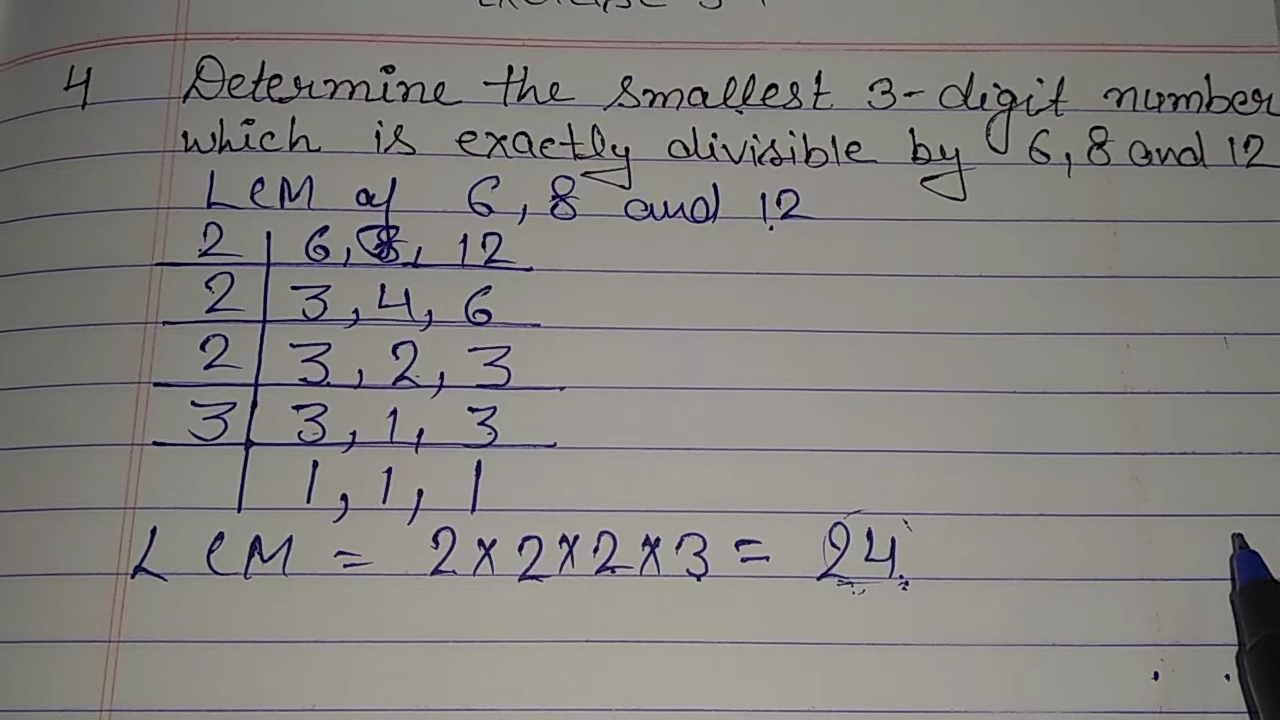 4 Determine the smallest 3-digit number
which is exactly divisible by 6, 8 and 12
LCM of 6, 8 and 12
2 | 6, 8, 12
2 | 3, 4, 6
2 | 3, 2, 3
3 | 3, 1, 3
| 1, 1, 1
LCM = 2×2×2×3 = 24